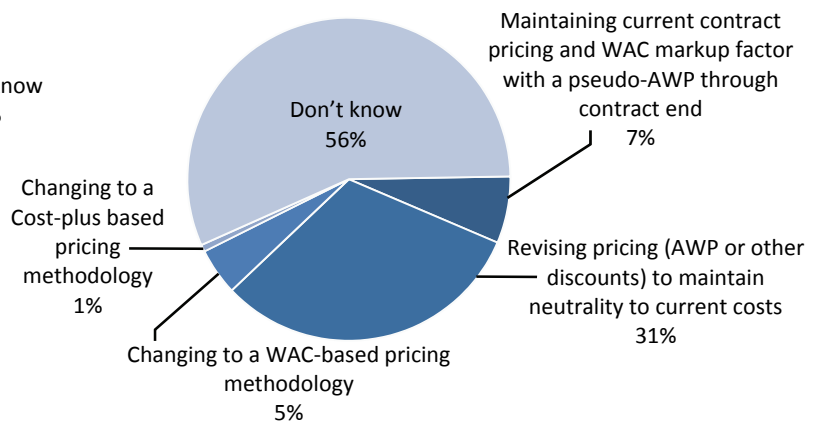 Maintaining current contract
pricing and WAC markup factor
with a pseudo-AWP through
contract end
7%
Don't know
56%
Changing to a
Cost-plus based
pricing
methodology
1%
Revising pricing (AWP or other
discounts) to maintain
neutrality to current costs
31%
Changing to a WAC-based pricing
methodology
5%